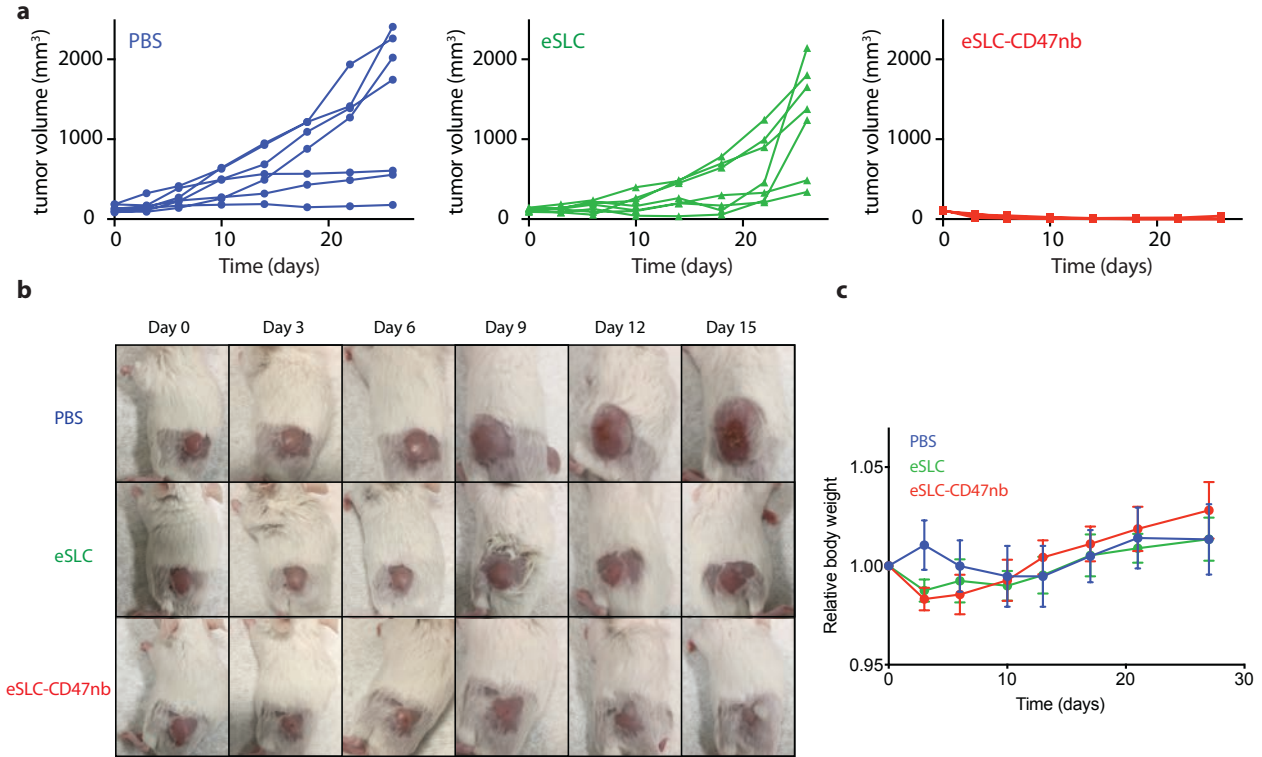 a
PBS
tumor volume (mm³)
2000
1000
0
0
10
20
Time (days)
eSLC
tumor volume (mm³)
2000
1000
0
0
10
20
Time (days)
eSLC-CD47nb
tumor volume (mm³)
2000
1000
0
0
10
20
Time (days)
b
Day 0
Day 3
Day 6
Day 9
Day 12
Day 15
PBS
eSLC
eSLC-CD47nb
c
PBS
eSLC
eSLC-CD47nb
Relative body weight
1.05
1.00
0.95
0
10
20
30
Time (days)